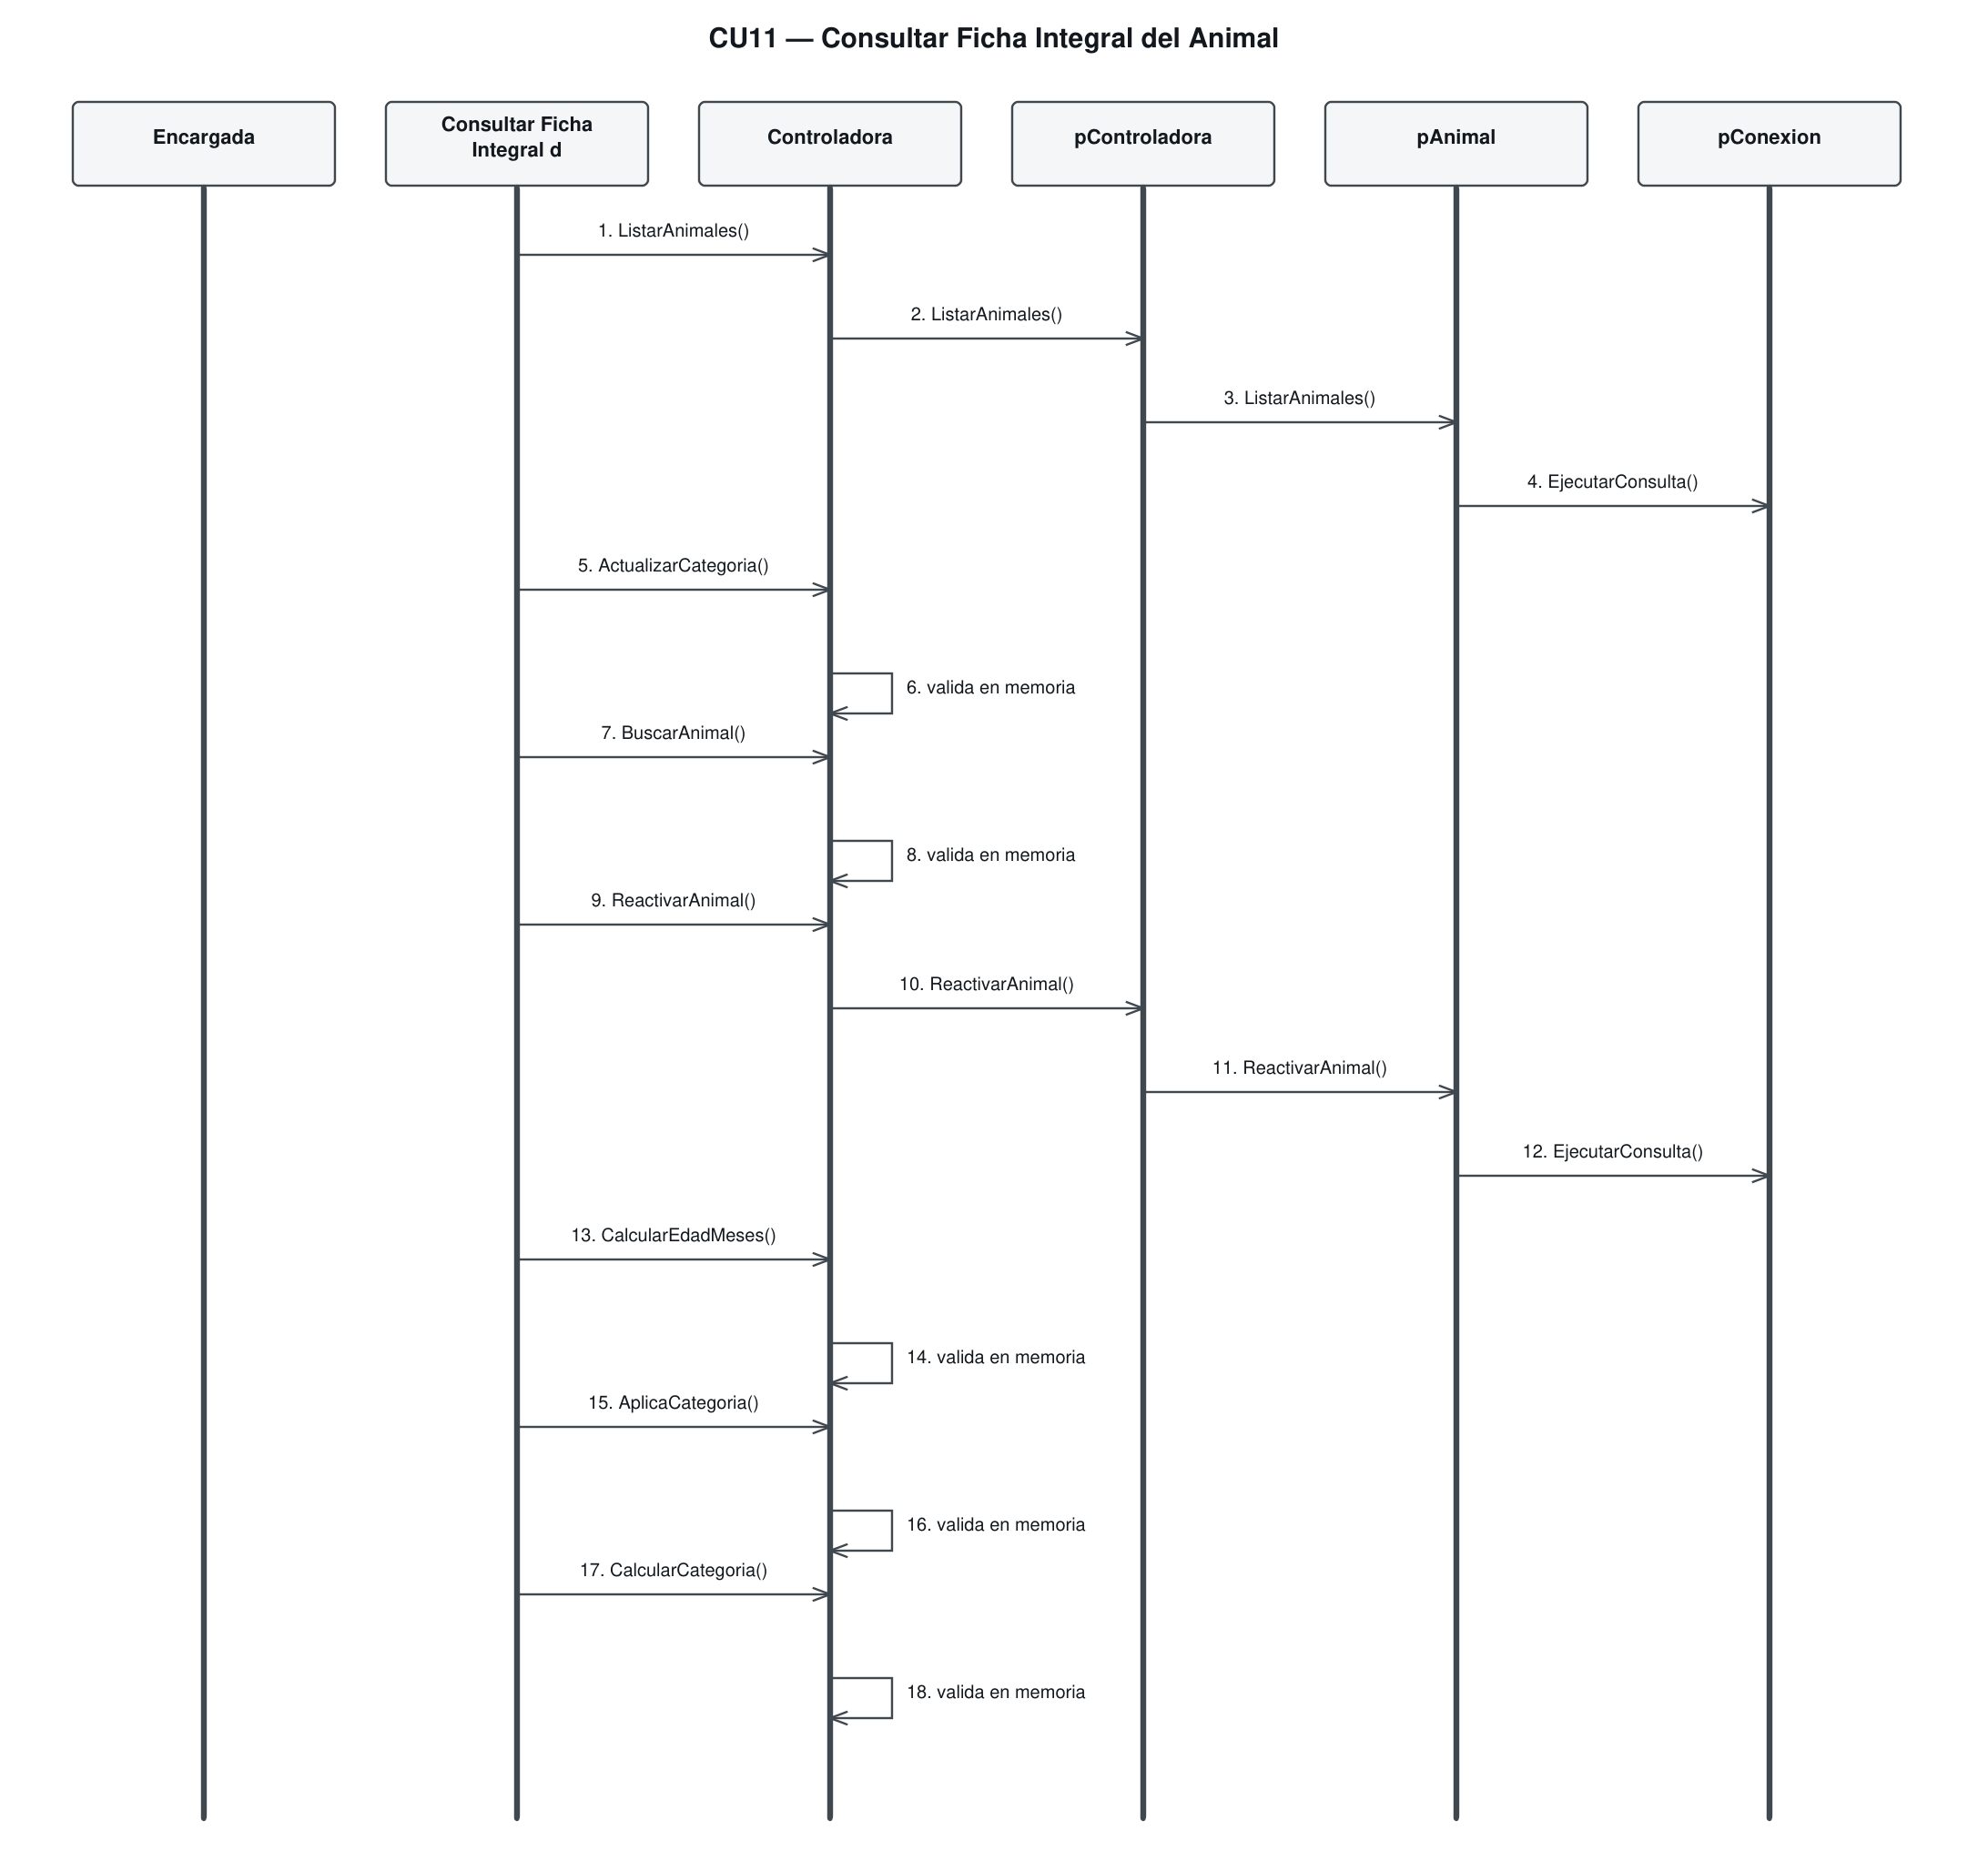 CU11 — Consultar Ficha Integral del Animal
Encargada
Consultar Ficha
Integral d
Controladora
pControladora
pAnimal
pConexion
1. ListarAnimales()
2. ListarAnimales()
3. ListarAnimales()
4. EjecutarConsulta()
5. ActualizarCategoria()
6. valida en memoria
7. BuscarAnimal()
8. valida en memoria
9. ReactivarAnimal()
10. ReactivarAnimal()
11. ReactivarAnimal()
12. EjecutarConsulta()
13. CalcularEdadMeses()
14. valida en memoria
15. AplicaCategoria()
16. valida en memoria
17. CalcularCategoria()
18. valida en memoria